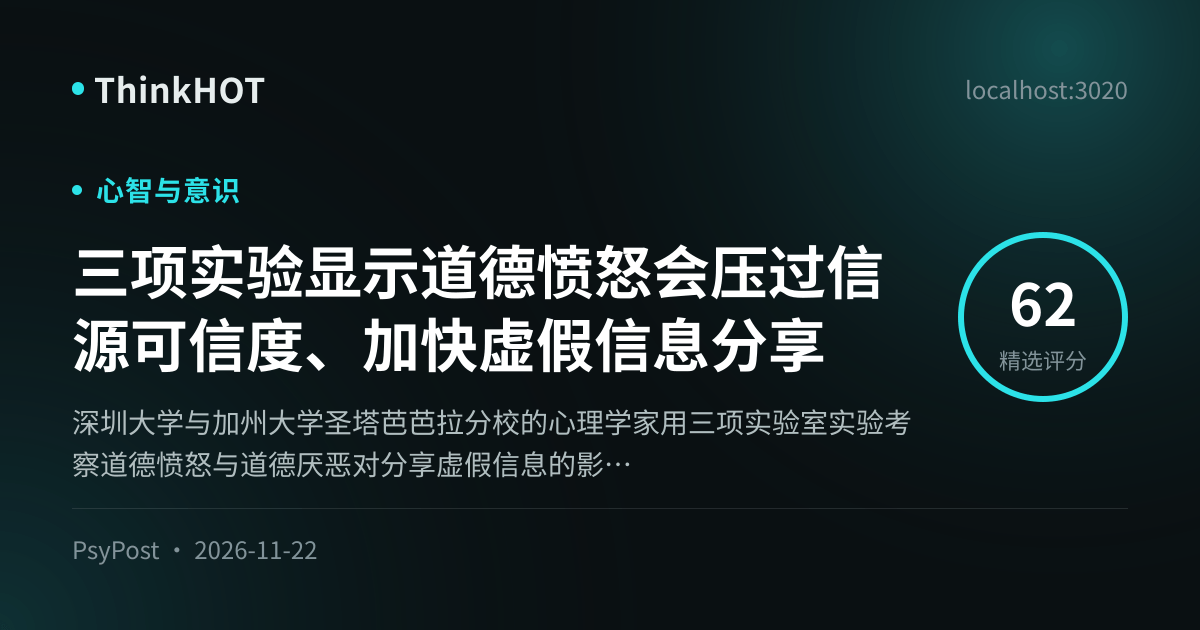 ThinkHOT
localhost:3020
心智与意识
三项实验显示道德愤怒会压过信
源可信度、加快虚假信息分享
62
精选评分
深圳大学与加州大学圣塔芭芭拉分校的心理学家用三项实验室实验考
察道德愤怒与道德厌恶对分享虚假信息的影…
PsyPost · 2026-11-22